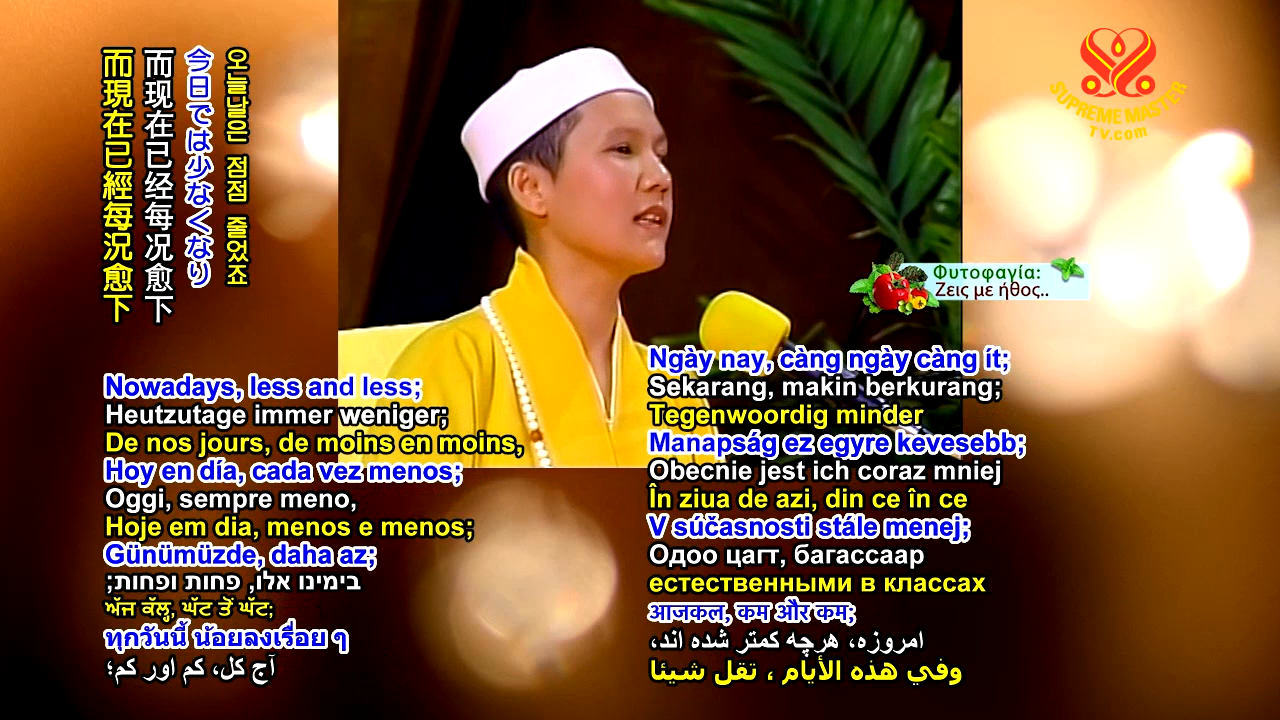 而現在已經每況愈下
而现在已经每况愈下
今日では少なくなり
오늘날은 점점 줄었죠
SUPREME MASTER
TV.com
Φυτοφαγία:
Ζεις με ήθος..
Nowadays, less and less;
Heutzutage immer weniger;
De nos jours, de moins en moins,
Hoy en día, cada vez menos;
Oggi, sempre meno,
Hoje em dia, menos e menos;
Günümüzde, daha az;
בימינו אלו, פחות ופחות;
ਅੱਜ ਕੱਲ੍ਹ, ਘੱਟ ਤੋਂ ਘੱਟ;
ทุกวันนี้ น้อยลงเรื่อย ๆ
آج کل، کم اور کم؛
Ngày nay, càng ngày càng ít;
Sekarang, makin berkurang;
Tegenwoordig minder
Manapság ez egyre kevesebb;
Obecnie jest ich coraz mniej
În ziua de azi, din ce în ce
V súčasnosti stále menej;
Одоо цагт, багассаар
естественными в классах
आजकल, कम और कम;
امروزه، هرچه کمتر شده اند،
وفي هذه الأيام ، تقل شيئا